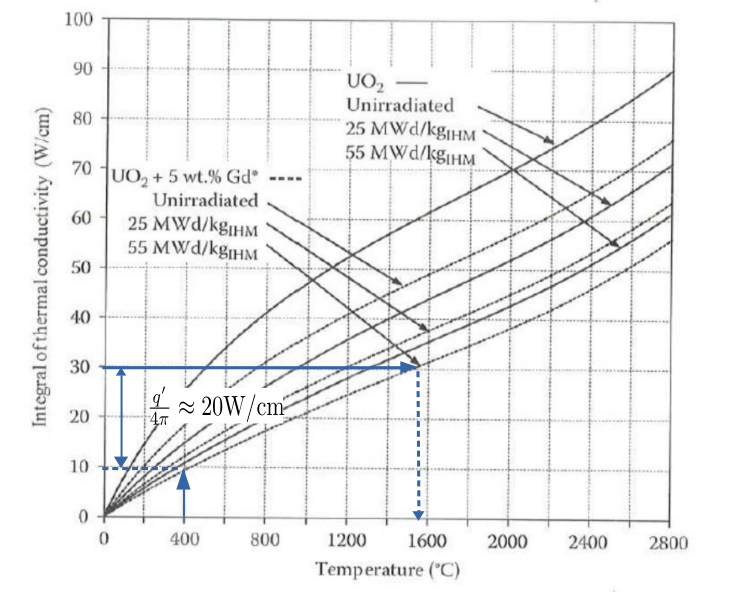 100
90
80
70
60
50
40
30
20
10
0
Integral of thermal conductivity (W/cm)
UO₂ —
Unirradiated
25 MWd/kgIHM
55 MWd/kgIHM
UO₂ + 5 wt.% Gd* ----
Unirradiated
25 MWd/kgIHM
55 MWd/kgIHM
q′/4π ≈ 20W/cm
0 400 800 1200 1600 2000 2400 2800
Temperature (°C)